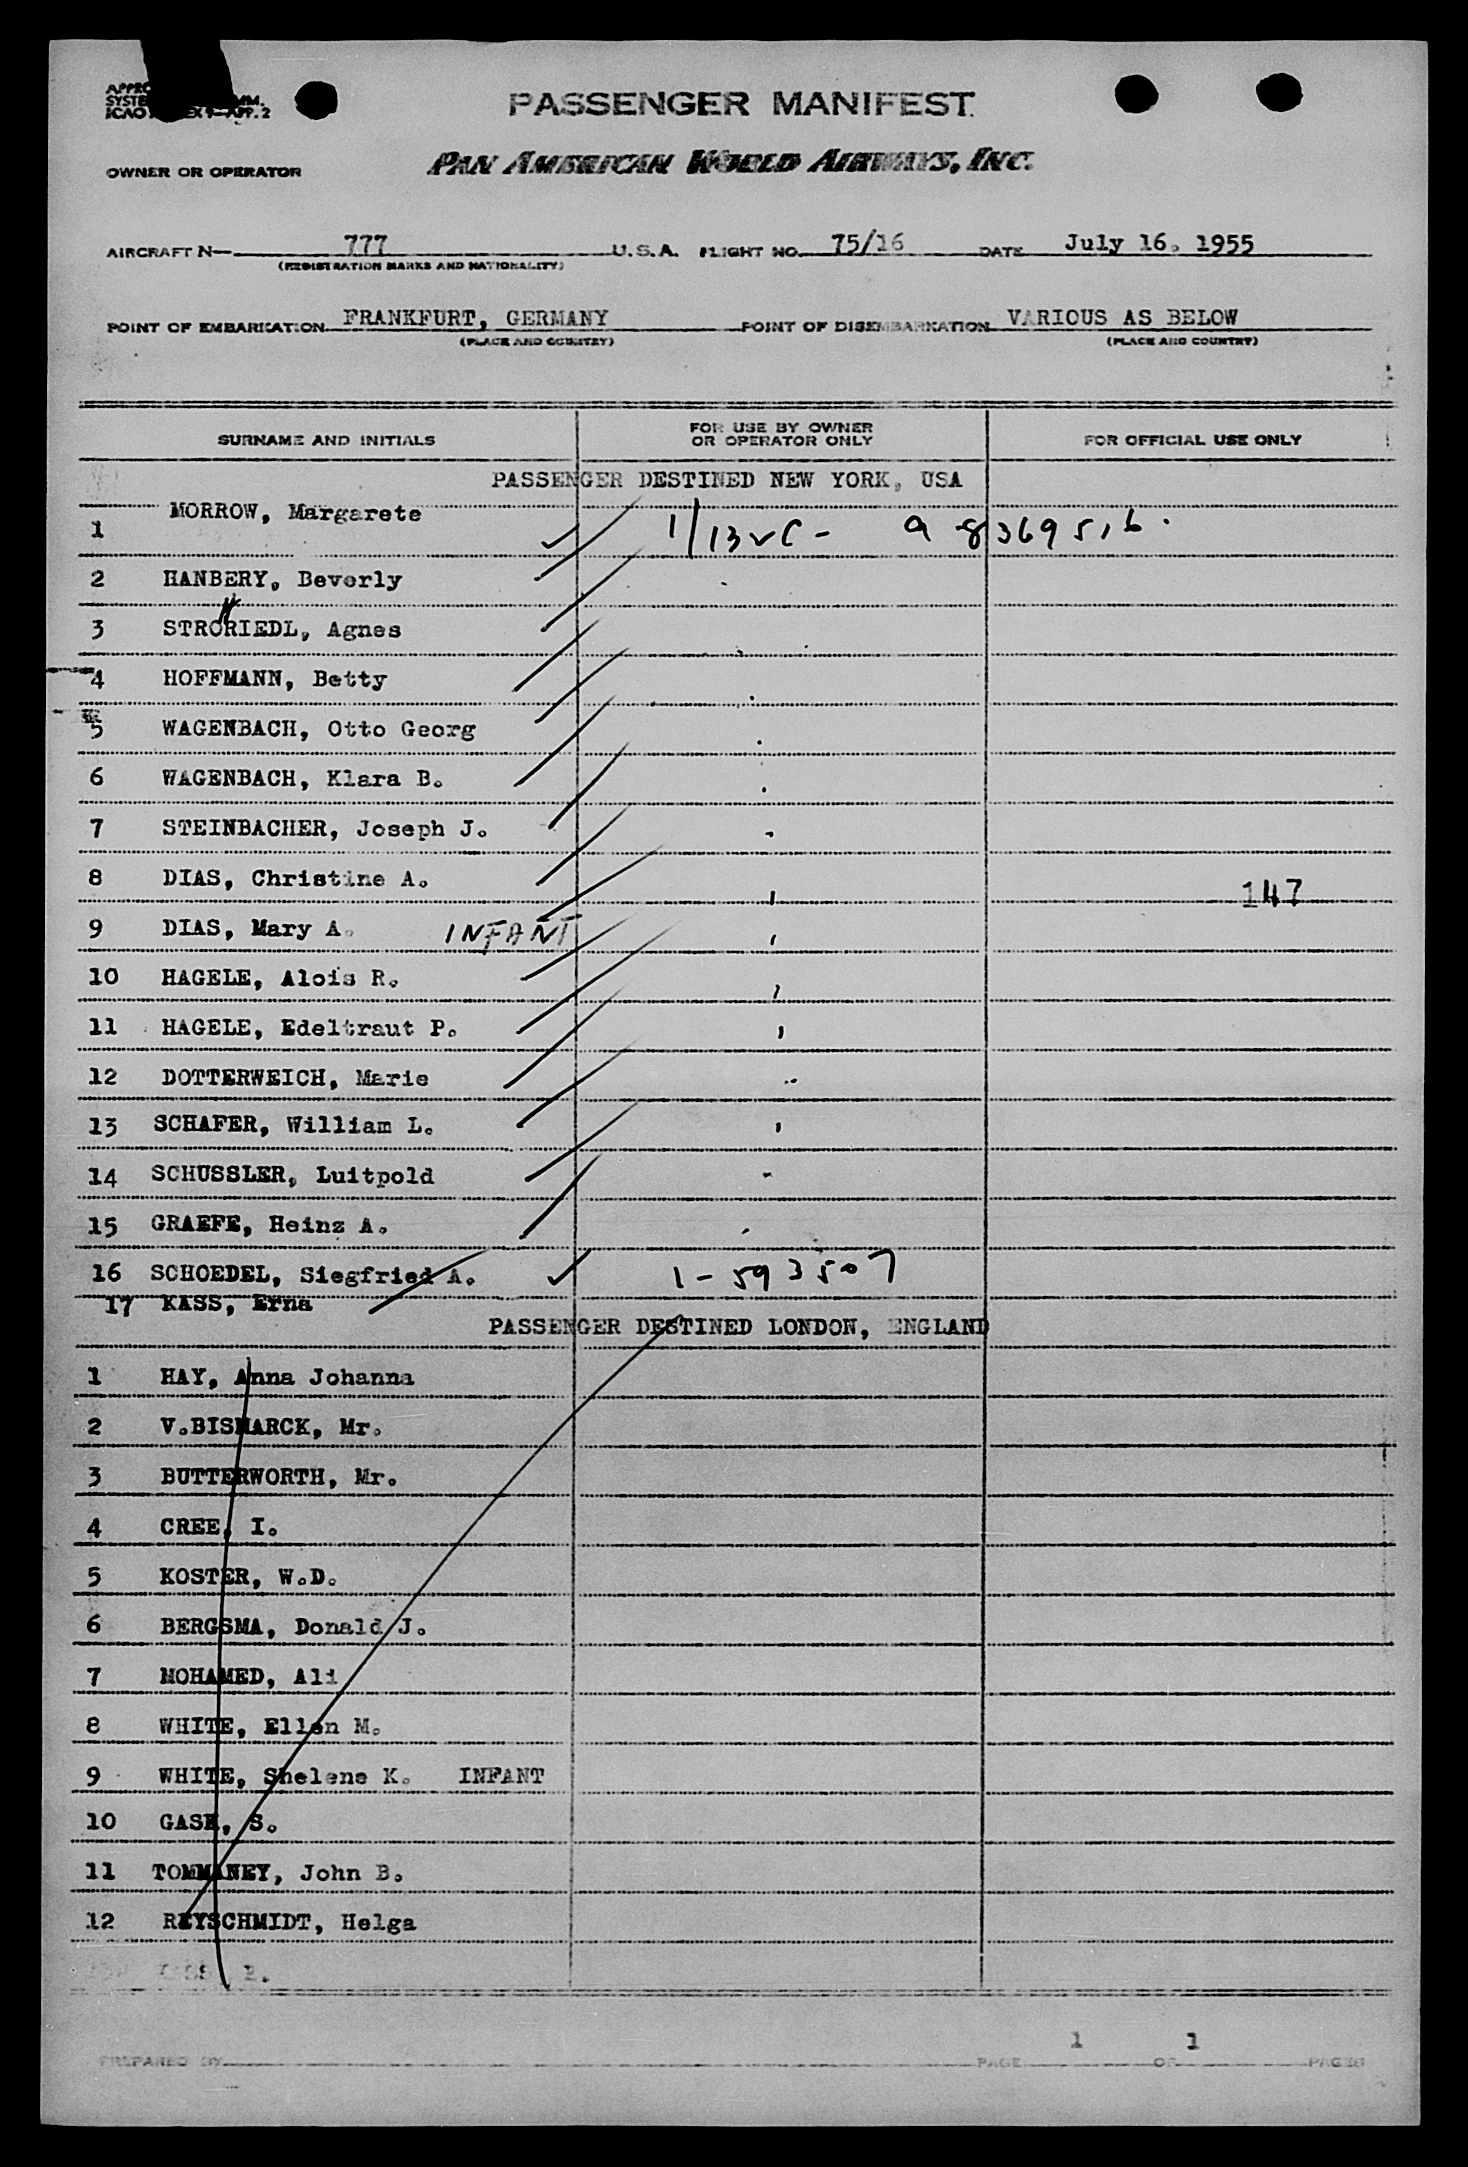 PASSENGER MANIFEST
ICAO
APP. 2
OWNER OR OPERATOR PAN AMERICAN WORLD AIRWAYS, INC.
AIRCRAFT N— 777 U.S.A. FLIGHT NO. 75/16 DATE July 16. 1955
(REGISTRATION MARKS AND NATIONALITY)
POINT OF EMBARKATION FRANKFURT, GERMANY POINT OF DISEMBARKATION VARIOUS AS BELOW
(PLACE AND COUNTRY) (PLACE AND COUNTRY)
SURNAME AND INITIALS FOR USE BY OWNER OR OPERATOR ONLY FOR OFFICIAL USE ONLY
PASSENGER DESTINED NEW YORK, USA
1 MORROW, Margarete a 8369516.
2 HANBERY, Beverly
3 STRORIEDL, Agnes
4 HOFFMANN, Betty
5 WAGENBACH, Otto Georg
6 WAGENBACH, Klara B.
7 STEINBACHER, Joseph J.
8 DIAS, Christine A. 147
9 DIAS, Mary A. INFANT
10 HAGELE, Alois R.
11 HAGELE, Edeltraut P.
12 DOTTERWEICH, Marie
13 SCHAFER, William L.
14 SCHUSSLER, Luitpold
15 GRAEFE, Heinz A.
16 SCHOEDEL, Siegfried A. 1-593507
17 KASS, Erna
PASSENGER DESTINED LONDON, ENGLAND
1 HAY, Anna Johanna
2 V.BISMARCK, Mr.
3 BUTTERWORTH, Mr.
4 CREE, I.
5 KOSTER, W.D.
6 BERGSMA, Donald J.
7 MOHAMED, Ali
8 WHITE, Ellen M.
9 WHITE, Shelene K. INFANT
10 GASK, S.
11 TOMMANEY, John B.
12 REYSCHMIDT, Helga
PREPARED BY PAGE 1 OF 1 PAGES